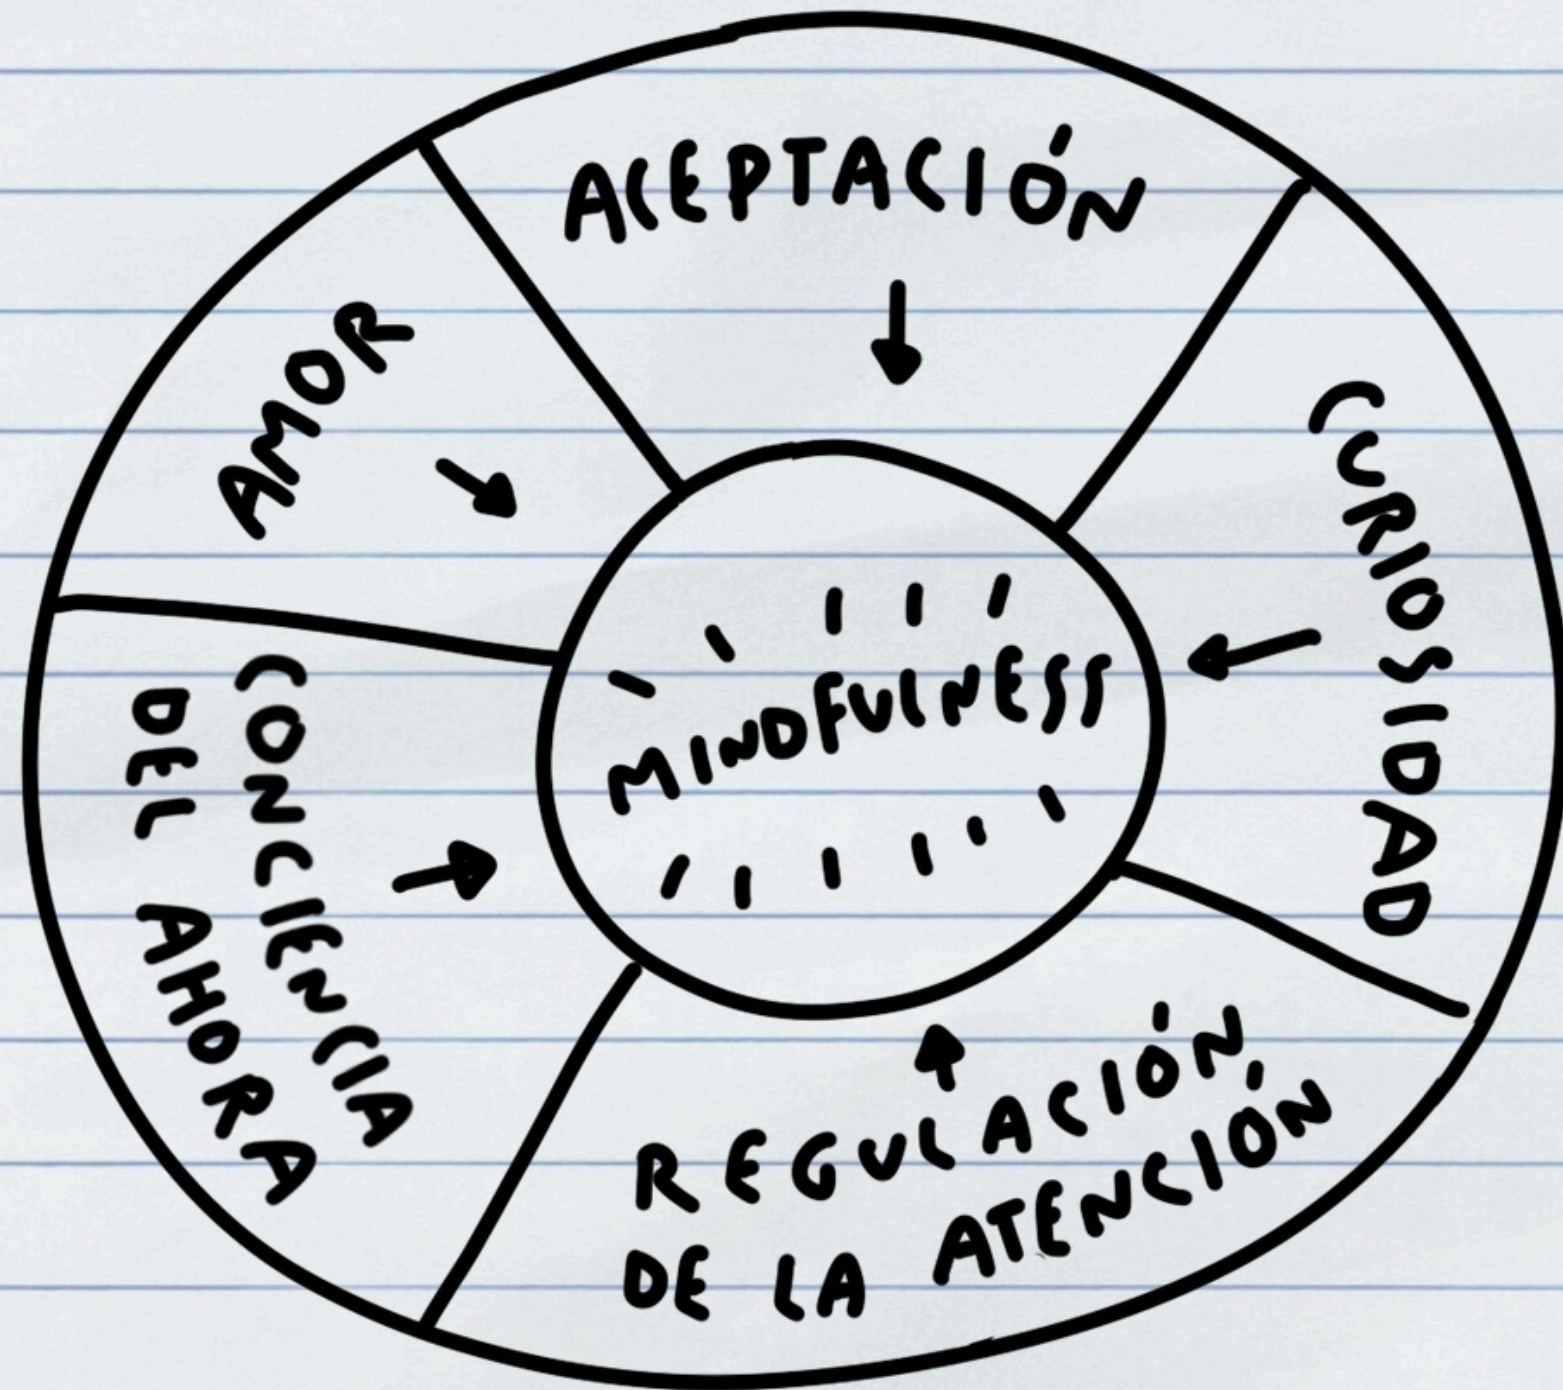 ACEPTACIÓN
CURIOSIDAD
REGULACIÓN
DE LA ATENCIÓN
CONCIENCIA
DEL AHORA
AMOR
MINDFULNESS